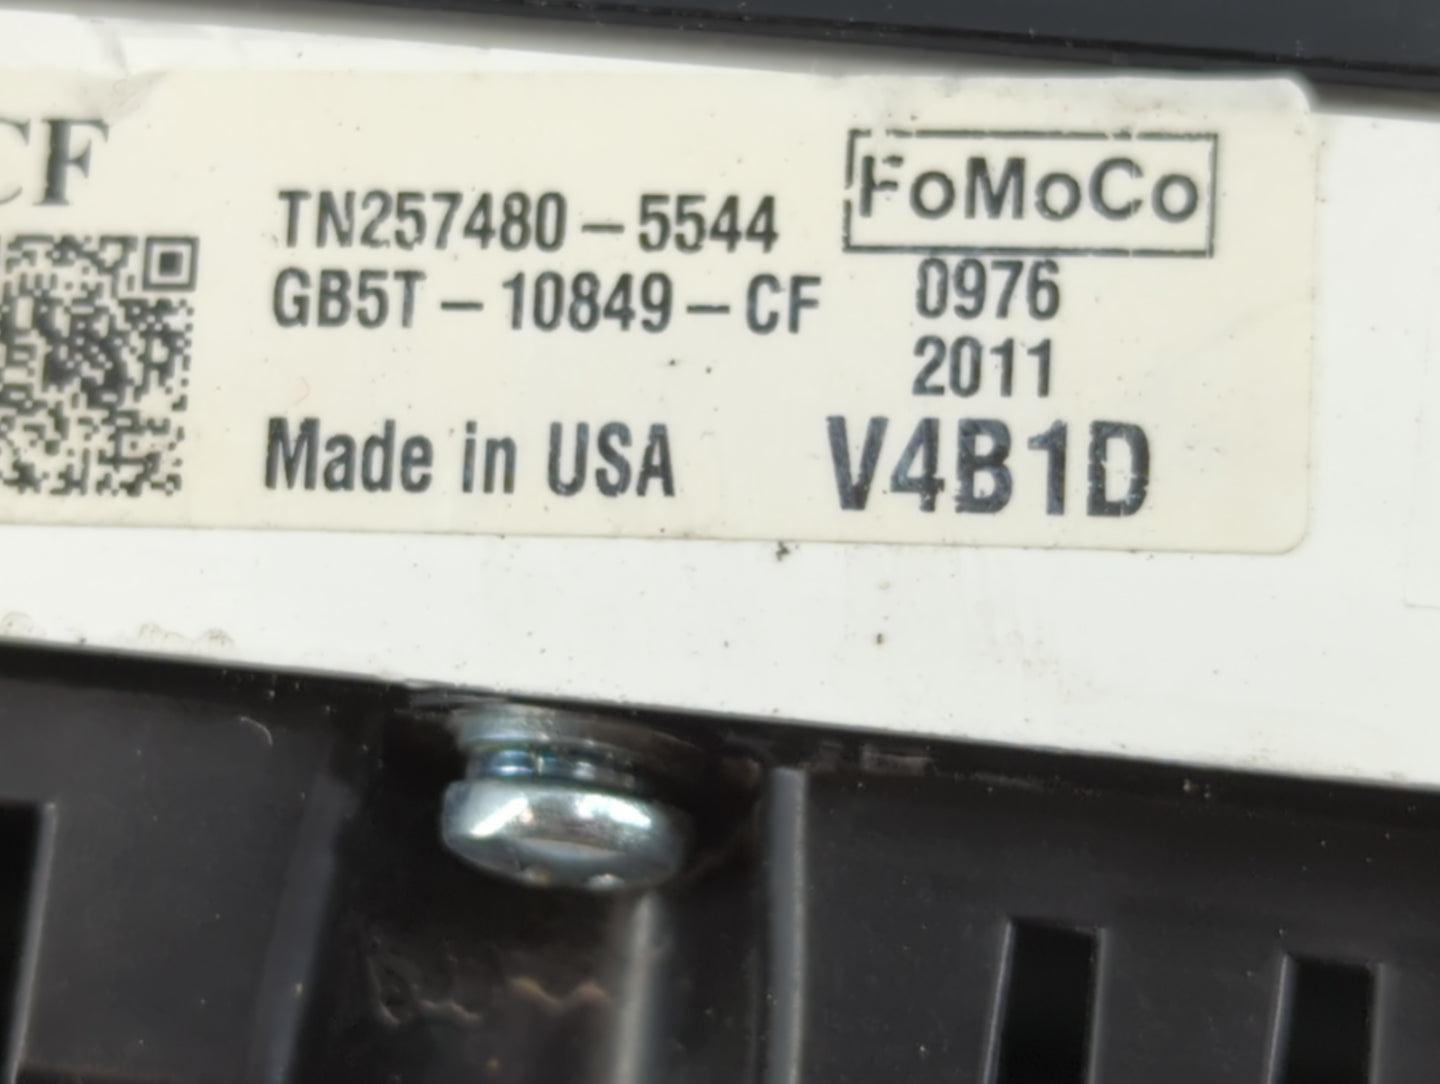 CF
TN257480-5544
GB5T-10849-CF
Made in USA
FoMoCo
0976
2011
V4B1D